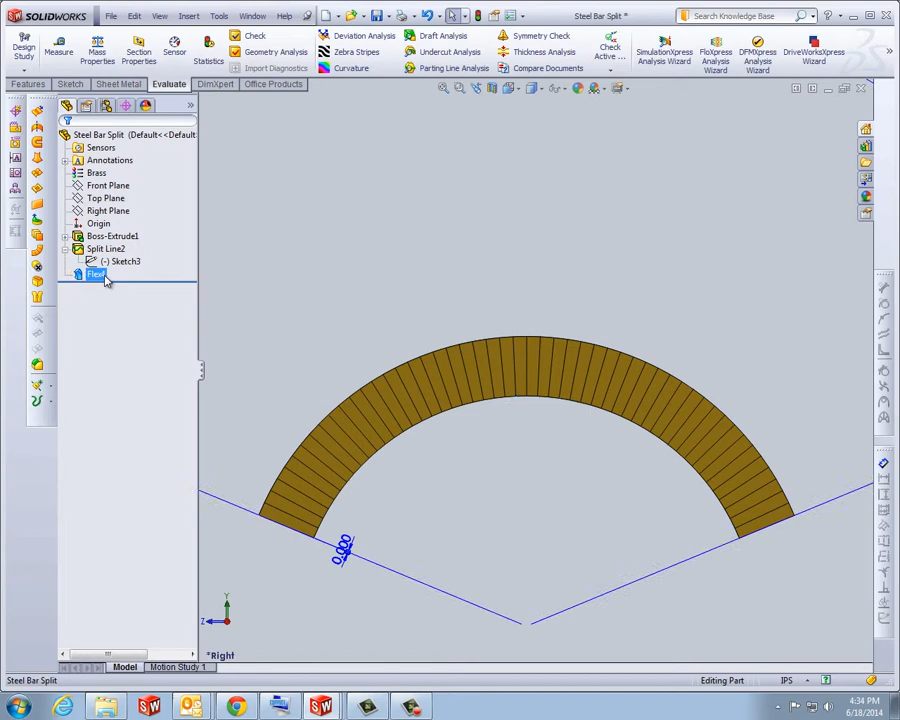 SOLIDWORKS File Edit View Insert Tools Window Help Steel Bar Split * Search Knowledge Base
Design Study Measure Mass Properties Section Properties Sensor Statistics
Check Geometry Analysis Import Diagnostics
Deviation Analysis Zebra Stripes Curvature
Draft Analysis Undercut Analysis Parting Line Analysis
Symmetry Check Thickness Analysis Compare Documents
Check Active ... SimulationXpress Analysis Wizard FloXpress Analysis Wizard DFMXpress Analysis Wizard DriveWorksXpress Wizard
Features Sketch Sheet Metal Evaluate DimXpert Office Products
Steel Bar Split (Default<<Default
Sensors
Annotations
Brass
Front Plane
Top Plane
Right Plane
Origin
Boss-Extrude1
Split Line2
(-) Sketch3
0.000
Y
Z
*Right
Model Motion Study 1
Steel Bar Split Editing Part IPS
4:34 PM
6/18/2014